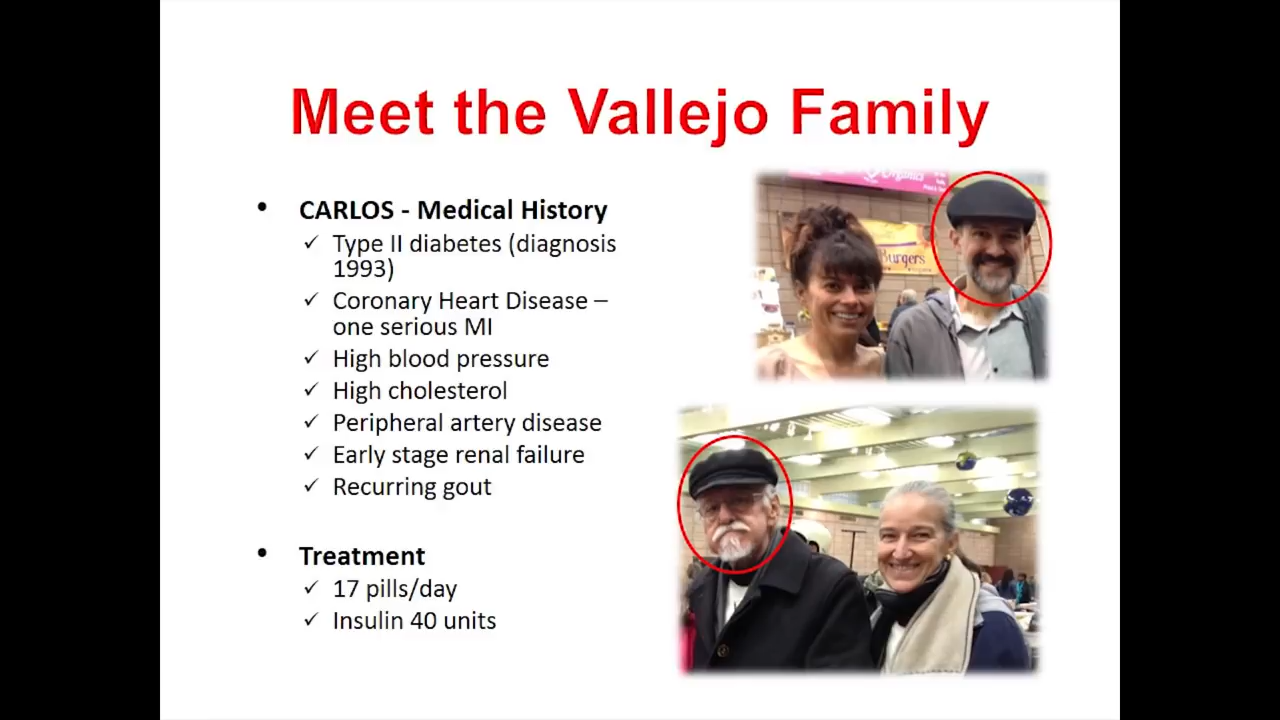 Meet the Vallejo Family
• CARLOS - Medical History
✓ Type II diabetes (diagnosis
1993)
✓ Coronary Heart Disease –
one serious MI
✓ High blood pressure
✓ High cholesterol
✓ Peripheral artery disease
✓ Early stage renal failure
✓ Recurring gout
• Treatment
✓ 17 pills/day
✓ Insulin 40 units
Organics
Burgers